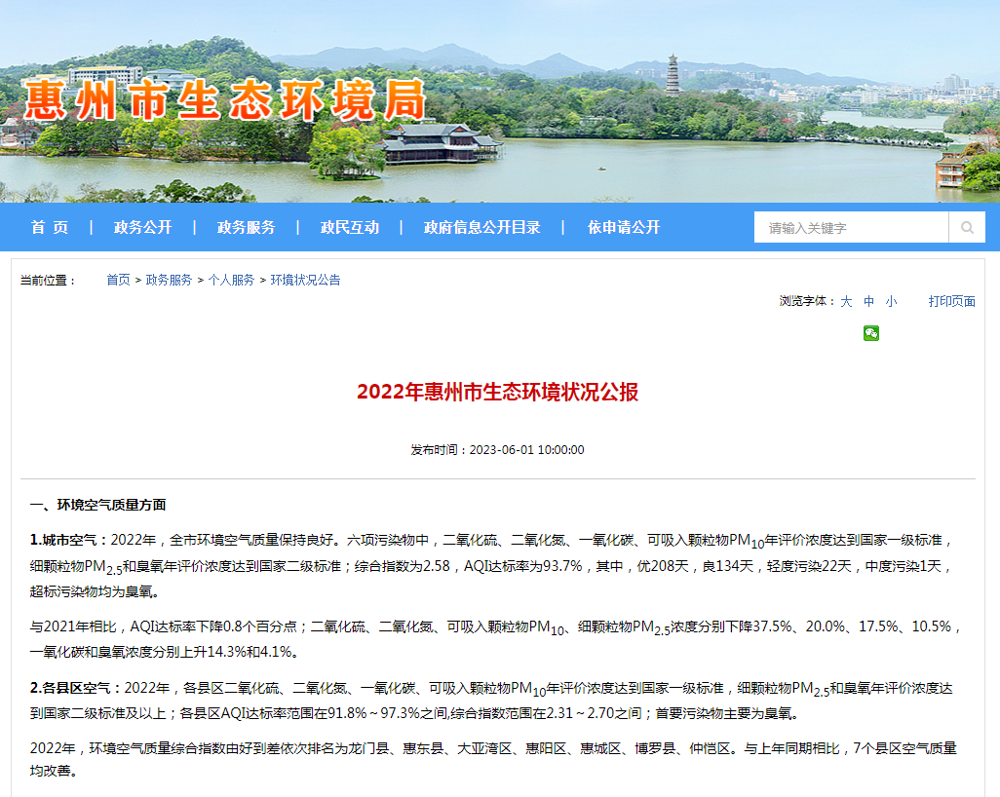 惠州市生态环境局
首 页 | 政务公开 | 政务服务 | 政民互动 | 政府信息公开目录 | 依申请公开 请输入关键字
当前位置： 首页 > 政务服务 > 个人服务 > 环境状况公告
浏览字体： 大 中 小 打印页面
2022年惠州市生态环境状况公报
发布时间：2023-06-01 10:00:00
一、环境空气质量方面
1.城市空气：2022年，全市环境空气质量保持良好。六项污染物中，二氧化硫、二氧化氮、一氧化碳、可吸入颗粒物PM10年评价浓度达到国家一级标准，
细颗粒物PM2.5和臭氧年评价浓度达到国家二级标准；综合指数为2.58，AQI达标率为93.7%，其中，优208天，良134天，轻度污染22天，中度污染1天，
超标污染物均为臭氧。
与2021年相比，AQI达标率下降0.8个百分点；二氧化硫、二氧化氮、可吸入颗粒物PM10、细颗粒物PM2.5浓度分别下降37.5%、20.0%、17.5%、10.5%，
一氧化碳和臭氧浓度分别上升14.3%和4.1%。
2.各县区空气：2022年，各县区二氧化硫、二氧化氮、一氧化碳、可吸入颗粒物PM10年评价浓度达到国家一级标准，细颗粒物PM2.5和臭氧年评价浓度达
到国家二级标准及以上；各县区AQI达标率范围在91.8%～97.3%之间,综合指数范围在2.31～2.70之间；首要污染物主要为臭氧。
2022年，环境空气质量综合指数由好到差依次排名为龙门县、惠东县、大亚湾区、惠阳区、惠城区、博罗县、仲恺区。与上年同期相比，7个县区空气质量
均改善。